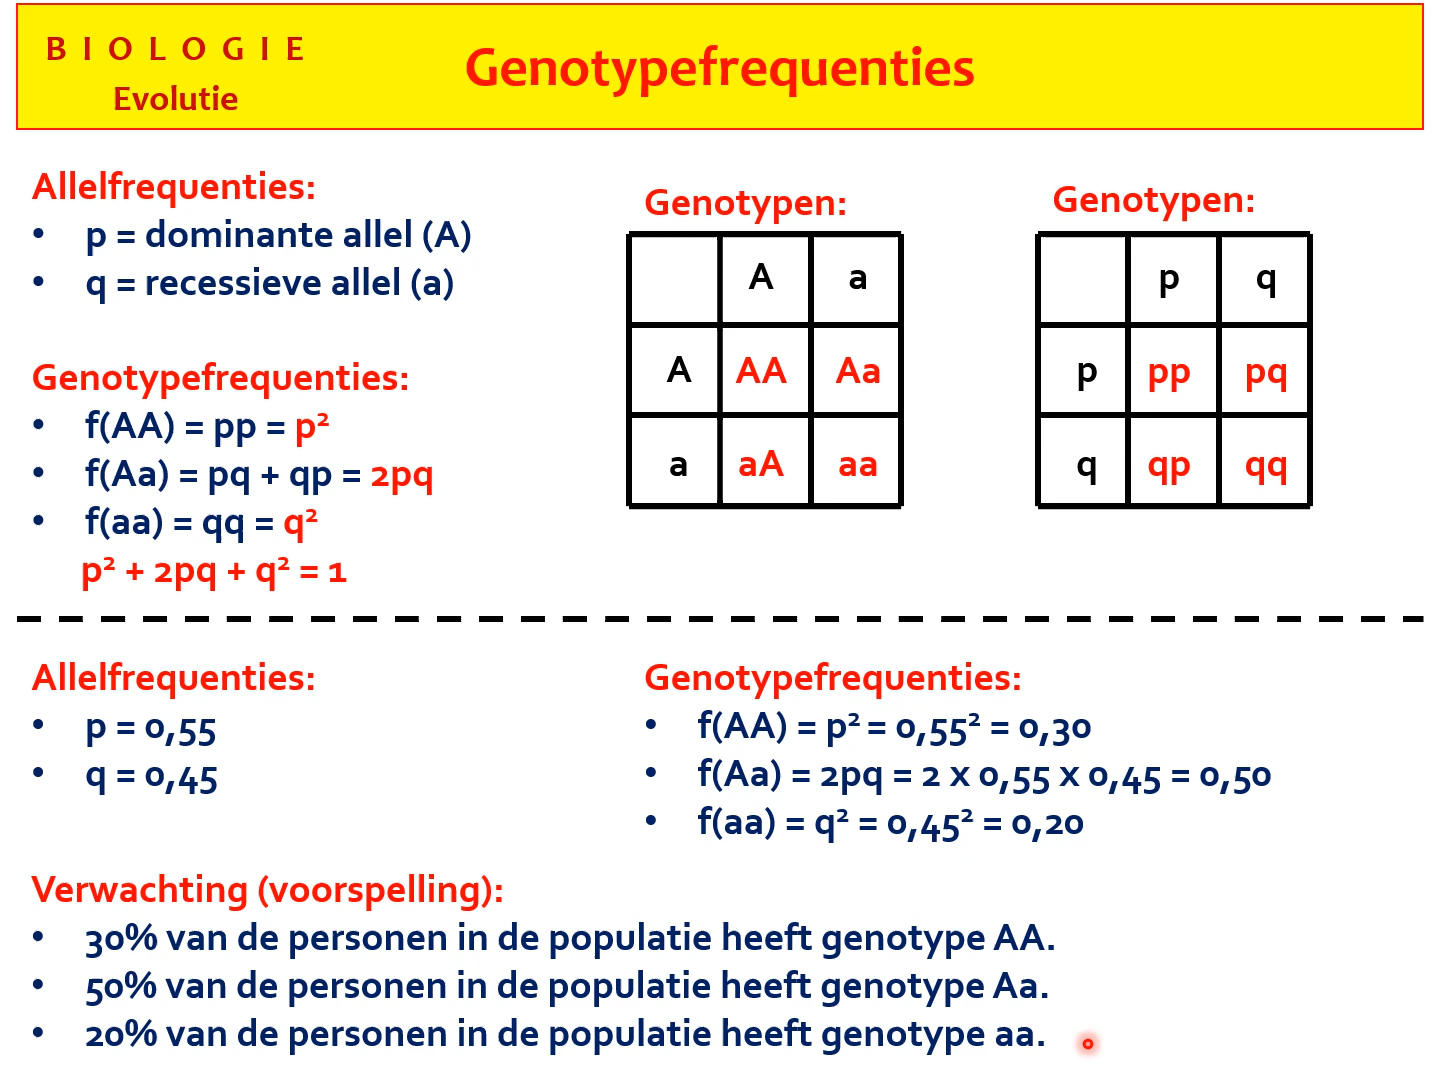 BIOLOGIE
Evolutie
Genotypefrequenties
Allelfrequenties:
• p = dominante allel (A)
• q = recessieve allel (a)
Genotypefrequenties:
• f(AA) = pp = p²
• f(Aa) = pq + qp = 2pq
• f(aa) = qq = q²
p² + 2pq + q² = 1
Genotypen:
A a
A AA Aa
a aA aa
Genotypen:
p q
p pp pq
q qp qq
Allelfrequenties:
• p = 0,55
• q = 0,45
Genotypefrequenties:
• f(AA) = p² = 0,55² = 0,30
• f(Aa) = 2pq = 2 x 0,55 x 0,45 = 0,50
• f(aa) = q² = 0,45² = 0,20
Verwachting (voorspelling):
• 30% van de personen in de populatie heeft genotype AA.
• 50% van de personen in de populatie heeft genotype Aa.
• 20% van de personen in de populatie heeft genotype aa.